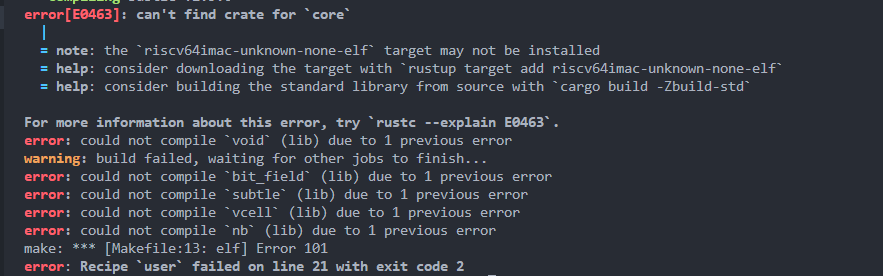 error[E0463]: can't find crate for `core`
|
= note: the `riscv64imac-unknown-none-elf` target may not be installed
= help: consider downloading the target with `rustup target add riscv64imac-unknown-none-elf`
= help: consider building the standard library from source with `cargo build -Zbuild-std`
For more information about this error, try `rustc --explain E0463`.
error: could not compile `void` (lib) due to 1 previous error
warning: build failed, waiting for other jobs to finish...
error: could not compile `bit_field` (lib) due to 1 previous error
error: could not compile `subtle` (lib) due to 1 previous error
error: could not compile `vcell` (lib) due to 1 previous error
error: could not compile `nb` (lib) due to 1 previous error
make: *** [Makefile:13: elf] Error 101
error: Recipe `user` failed on line 21 with exit code 2